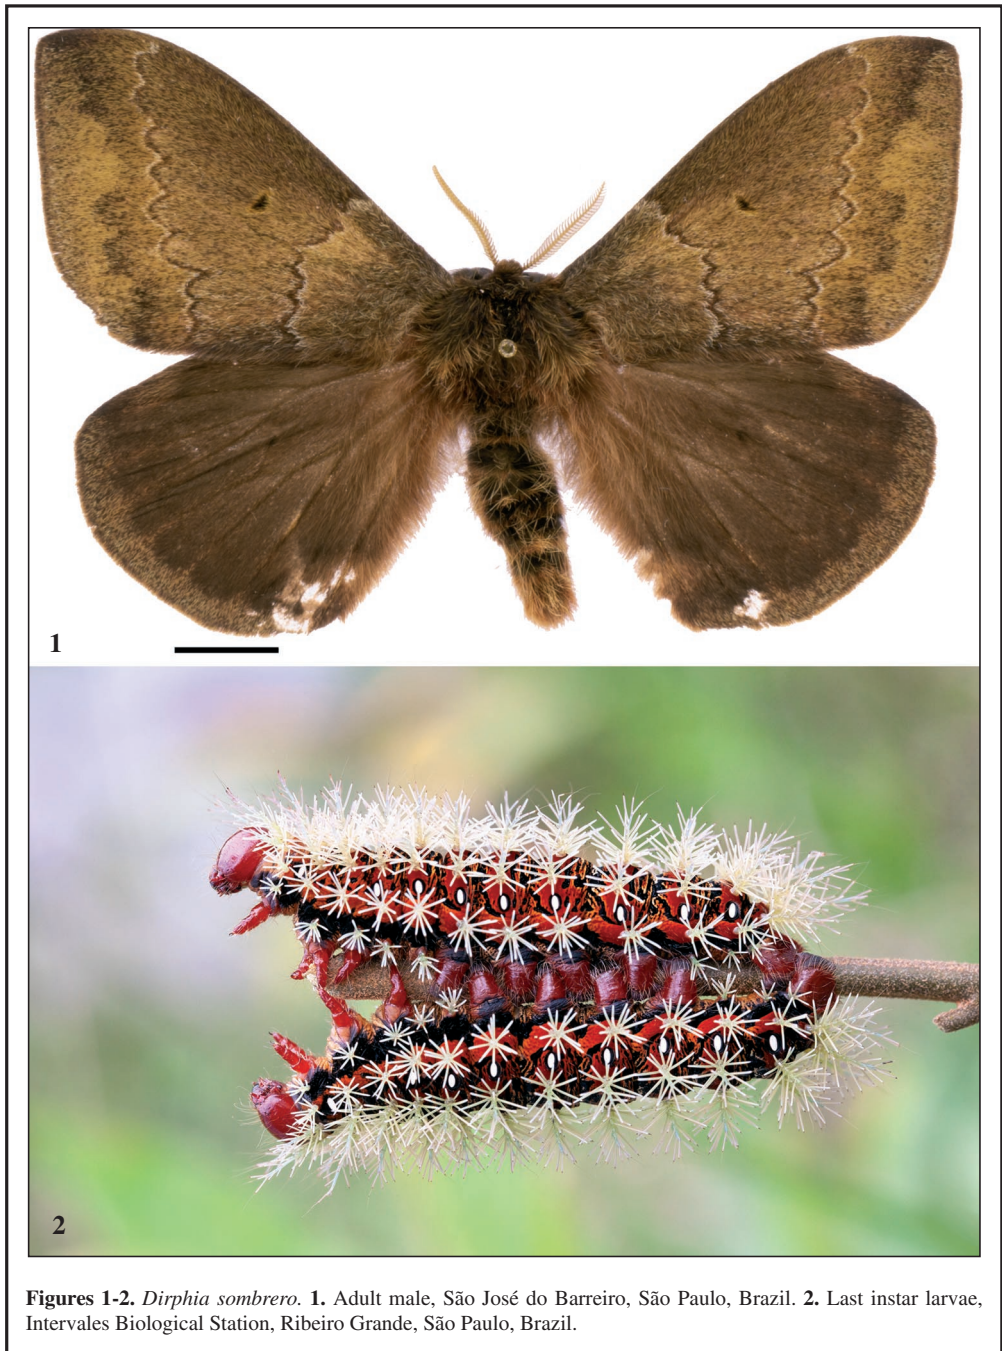 1
2
Figures 1-2. Dirphia sombrero. 1. Adult male, São José do Barreiro, São Paulo, Brazil. 2. Last instar larvae,
Intervales Biological Station, Ribeiro Grande, São Paulo, Brazil.